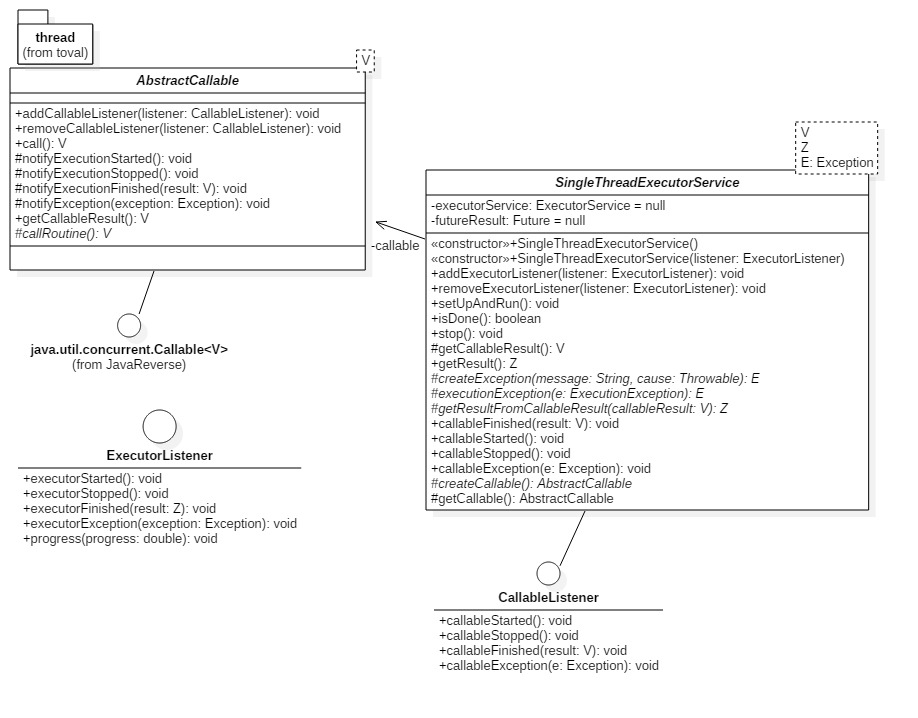 thread
(from toval)
V
AbstractCallable
+addCallableListener(listener: CallableListener): void
+removeCallableListener(listener: CallableListener): void
+call(): V
#notifyExecutionStarted(): void
#notifyExecutionStopped(): void
#notifyExecutionFinished(result: V): void
#notifyException(exception: Exception): void
+getCallableResult(): V
#callRoutine(): V
java.util.concurrent.Callable<V>
(from JavaReverse)
ExecutorListener
+executorStarted(): void
+executorStopped(): void
+executorFinished(result: Z): void
+executorException(exception: Exception): void
+progress(progress: double): void
-callable
V
Z
E: Exception
SingleThreadExecutorService
-executorService: ExecutorService = null
-futureResult: Future = null
«constructor»+SingleThreadExecutorService()
«constructor»+SingleThreadExecutorService(listener: ExecutorListener)
+addExecutorListener(listener: ExecutorListener): void
+removeExecutorListener(listener: ExecutorListener): void
+setUpAndRun(): void
+isDone(): boolean
+stop(): void
#getCallableResult(): V
+getResult(): Z
#createException(message: String, cause: Throwable): E
#executionException(e: ExecutionException): E
#getResultFromCallableResult(callableResult: V): Z
+callableFinished(result: V): void
+callableStarted(): void
+callableStopped(): void
+callableException(e: Exception): void
#createCallable(): AbstractCallable
#getCallable(): AbstractCallable
CallableListener
+callableStarted(): void
+callableStopped(): void
+callableFinished(result: V): void
+callableException(e: Exception): void